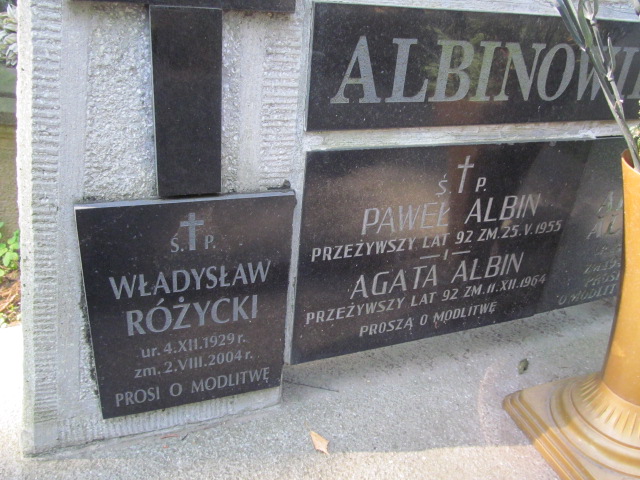 ALBINOWI
Ś. P.
PAWEŁ ALBIN
PRZEŻYWSZY LAT 92 ZM. 25.V.1955
- I -
AGATA ALBIN
PRZEŻYWSZY LAT 92 ZM. 11.XII.1964
PROSZĄ O MODLITWĘ
Ś. P.
WŁADYSŁAW
RÓŻYCKI
ur. 4.XII.1929 r.
zm. 2.VIII.2004 r.
PROSI O MODLITWĘ